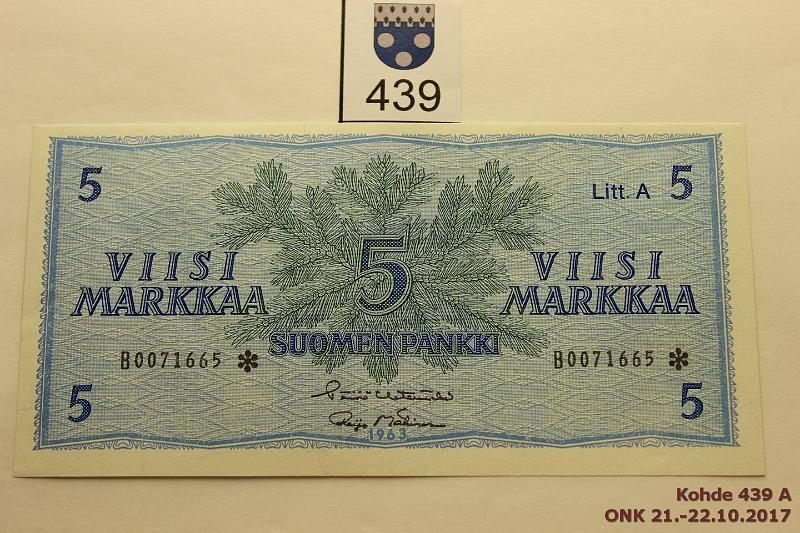 439
5 Litt. A 5
VIISI MARKKAA 5 VIISI MARKKAA
SUOMEN PANKKI
B0071665 * B0071665 *
5 5
1963
Kohde 439 A
ONK 21.-22.10.2017